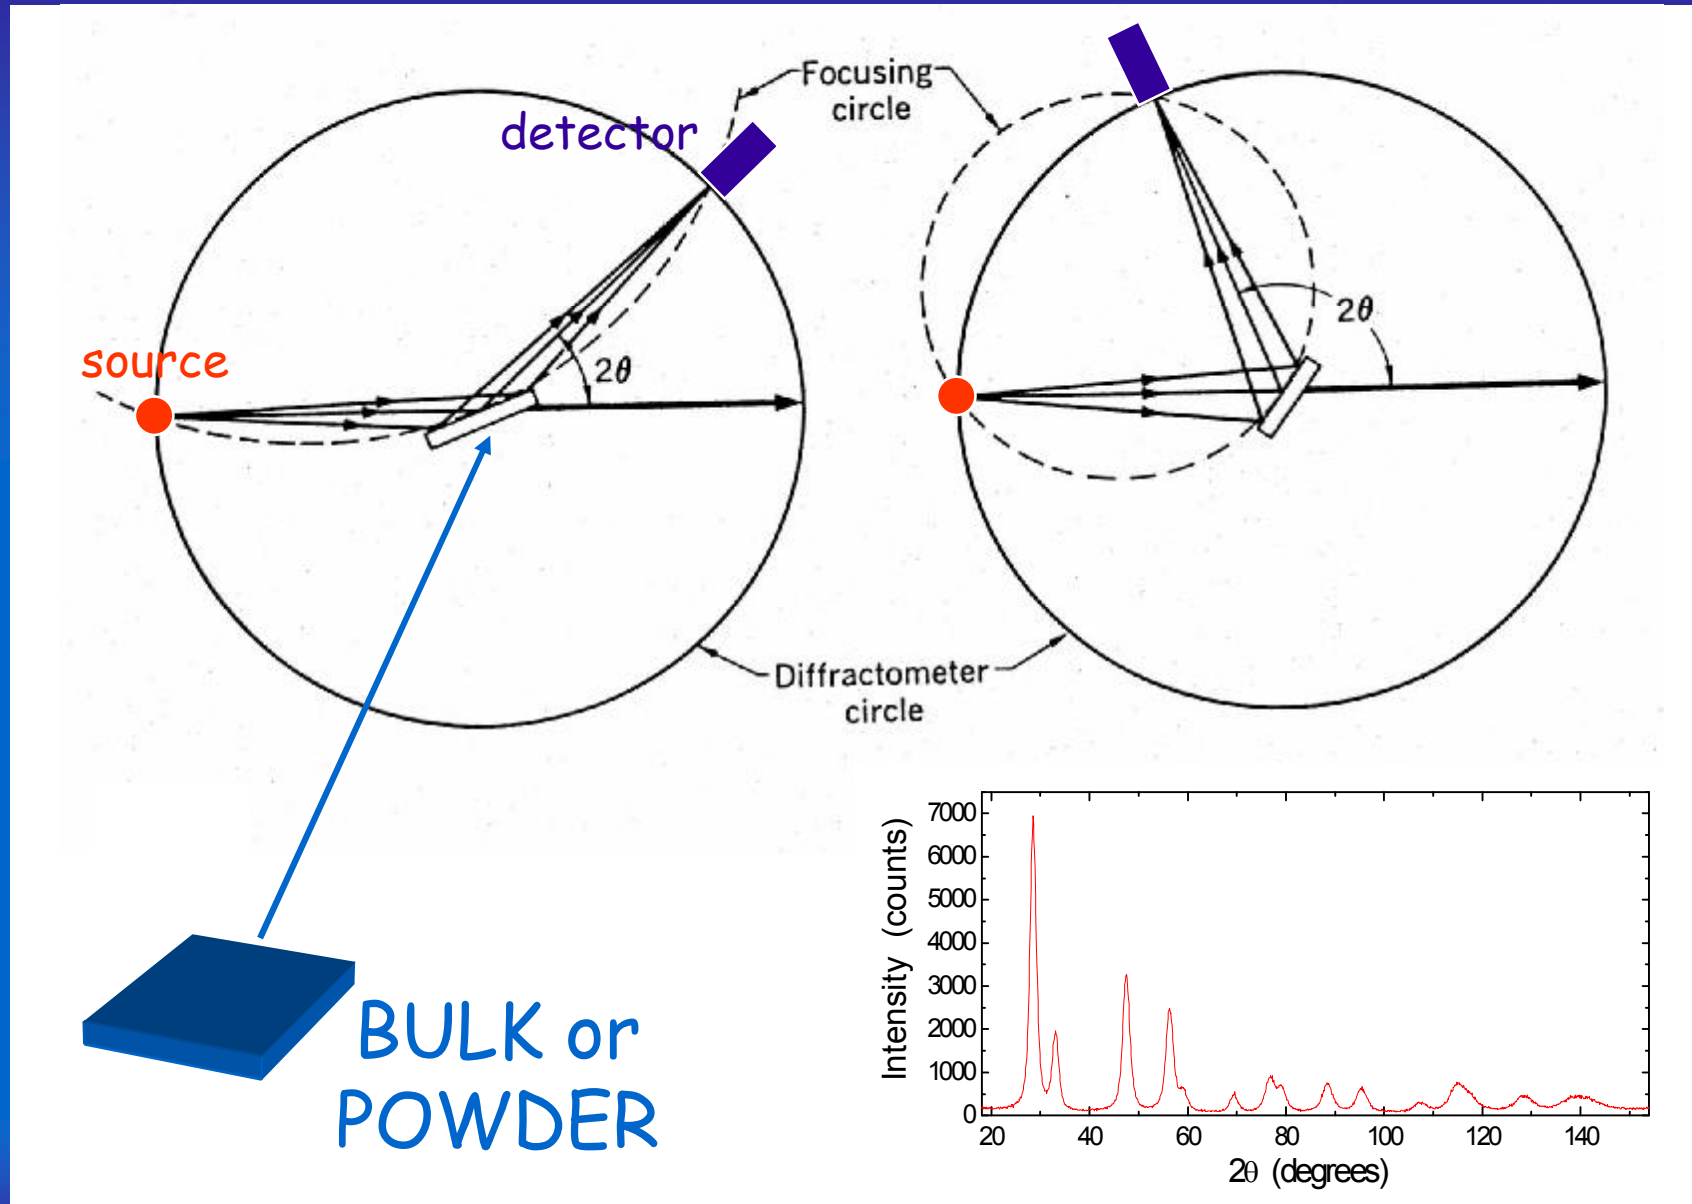 Focusing
circle
detector
source
2θ
2θ
Diffractometer
circle
BULK or
POWDER
Intensity (counts)
7000
6000
5000
4000
3000
2000
1000
0
20 40 60 80 100 120 140
2θ (degrees)